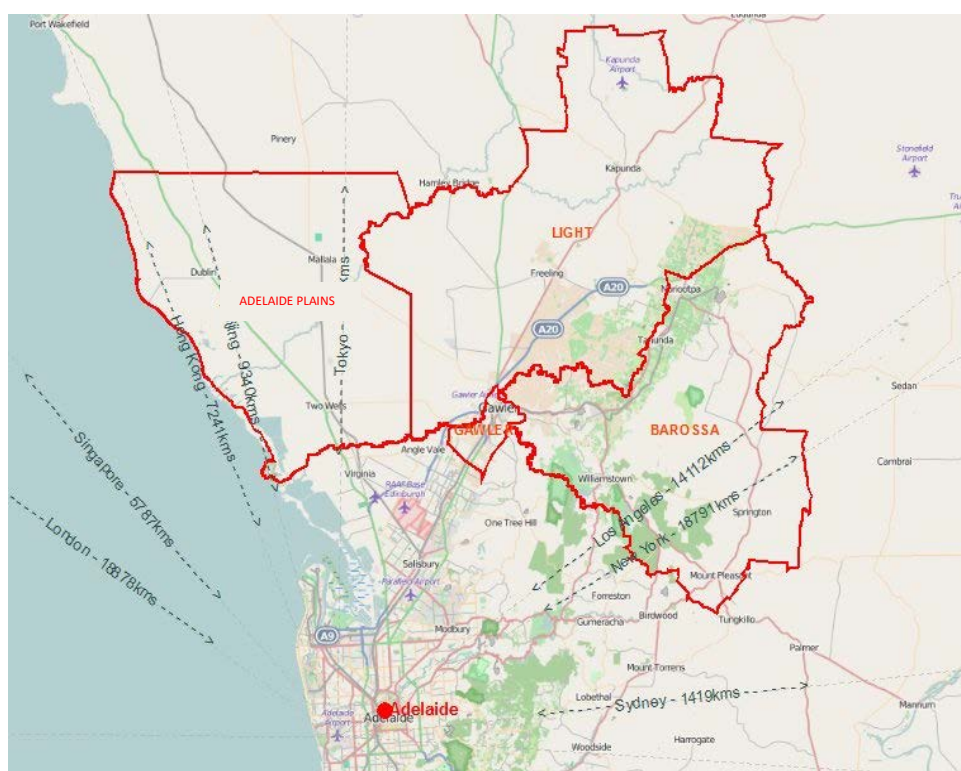 Port Wakefield
Kapunda
Airport
Pinery
Stonefield
Airport
Hamley Bridge
Kapunda
LIGHT
Mallala
Dublin
Freeling
kms
ADELAIDE PLAINS
A20
Nuriootpa
A20
Tanunda
Hong Kong - 7241kms
jing - 9340kms
Tokyo
Sedan
Two Wells
Gawler
GAWLER
BAROSSA
Angle Vale
Cambrai
Virginia
RAAF Base
Edinburgh
Williamstown
Singapore - 5787kms
Los Angeles - 14112kms
New York - 18791kms
Springton
One Tree Hill
London - 18878kms
Salisbury
Parafield Airport
Mount Pleasant
Forreston
Birdwood
Gumeracha
Tungkillo
Modbury
A9
Palmer
Mount Torrens
Lobethal
Sydney - 1419kms
Mannum
Adelaide
Adelaide
Adelaide
Airport
Harrogate
Woodside